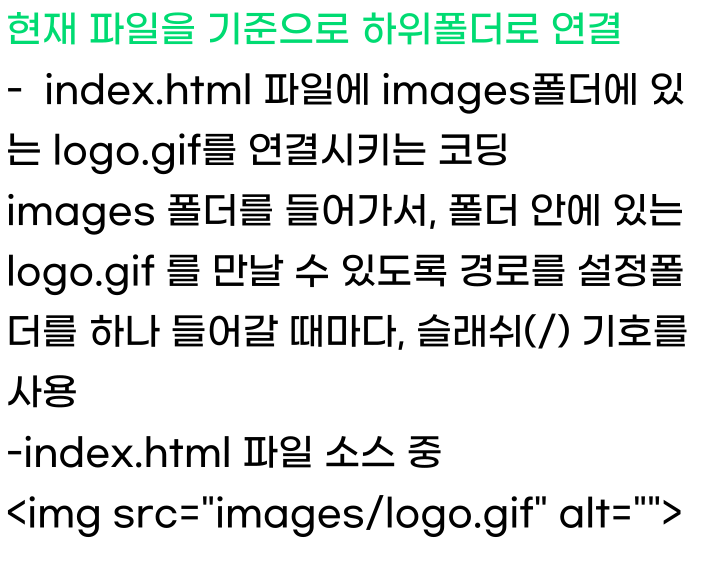 현재 파일을 기준으로 하위폴더로 연결
- index.html 파일에 images폴더에 있
는 logo.gif를 연결시키는 코딩
images 폴더를 들어가서, 폴더 안에 있는
logo.gif 를 만날 수 있도록 경로를 설정폴
더를 하나 들어갈 때마다, 슬래쉬(/) 기호를
사용
-index.html 파일 소스 중
<img src="images/logo.gif" alt="">